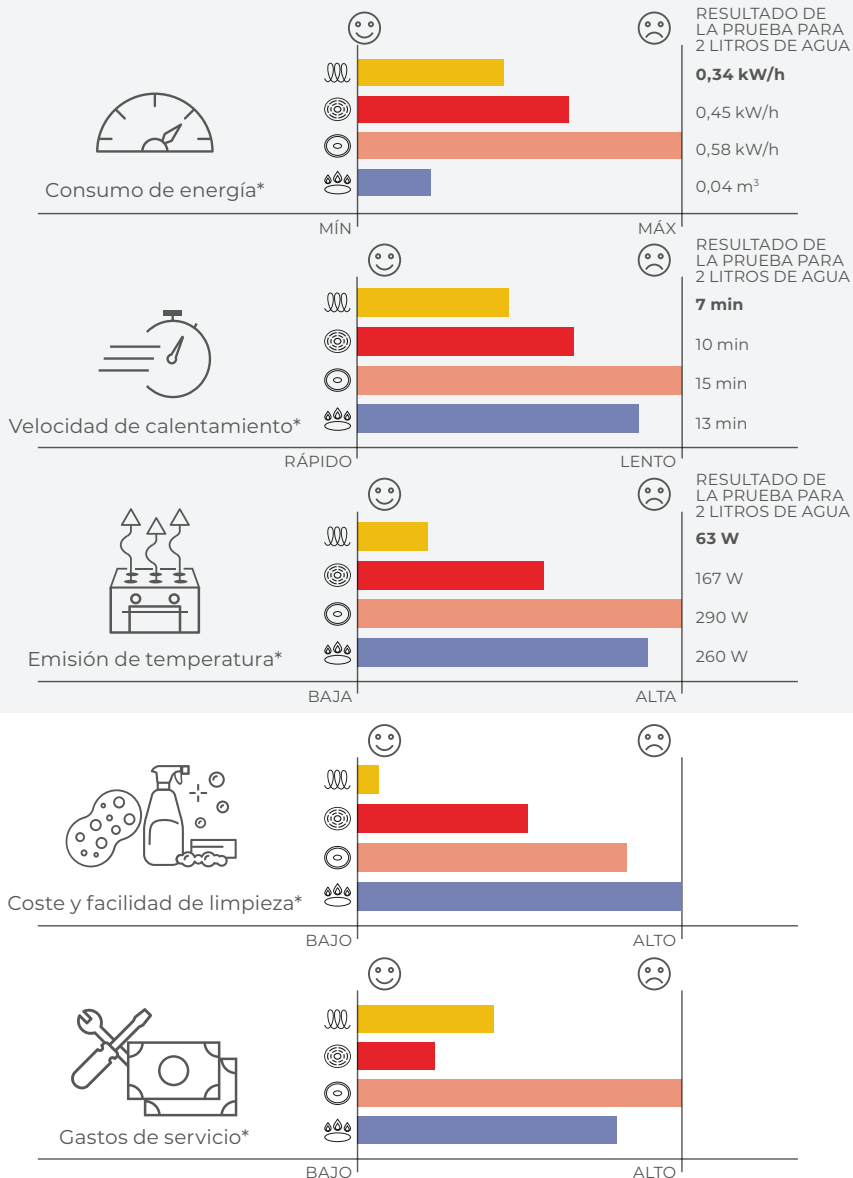 RESULTADO DE
LA PRUEBA PARA
2 LITROS DE AGUA
0,34 kW/h
0,45 kW/h
0,58 kW/h
0,04 m³
Consumo de energía*
MÍN
MÁX
RESULTADO DE
LA PRUEBA PARA
2 LITROS DE AGUA
7 min
10 min
15 min
13 min
Velocidad de calentamiento*
RÁPIDO
LENTO
RESULTADO DE
LA PRUEBA PARA
2 LITROS DE AGUA
63 W
167 W
290 W
260 W
Emisión de temperatura*
BAJA
ALTA
Coste y facilidad de limpieza*
BAJO
ALTO
Gastos de servicio*
BAJO
ALTO